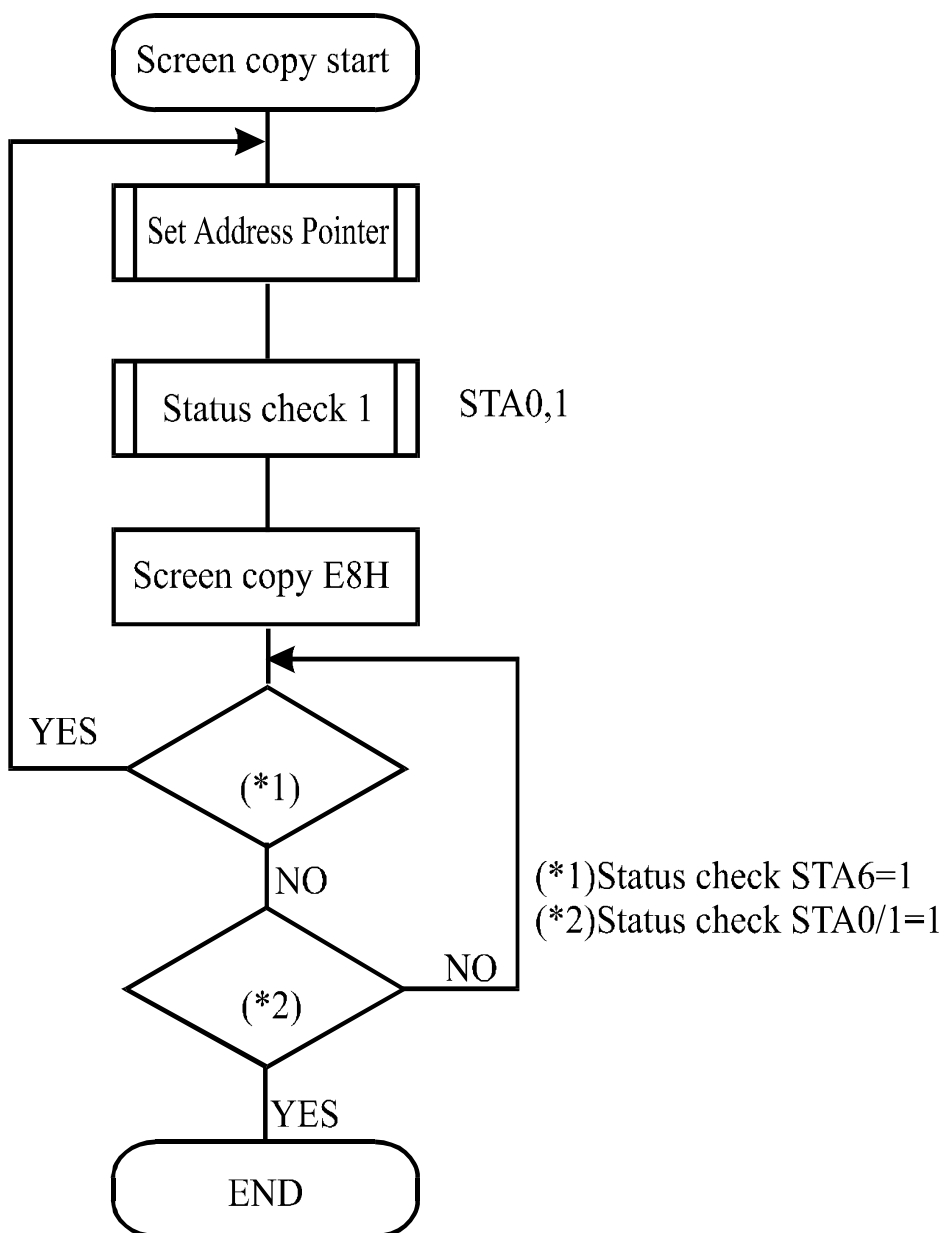 Screen copy start
Set Address Pointer
Status check 1
STA0,1
Screen copy E8H
YES
(*1)
NO
(*1)Status check STA6=1
(*2)Status check STA0/1=1
NO
(*2)
YES
END